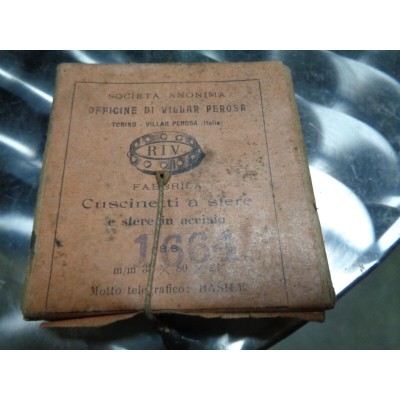 SOCIETÀ ANONIMA
OFFICINE DI VILLAR PEROSA
TORINO - VILLAR PEROSA (Italia)
RIV
FABBRICA
Cuscinetti a sfere
e sfere in acciaio
m/m
Motto telegrafico: